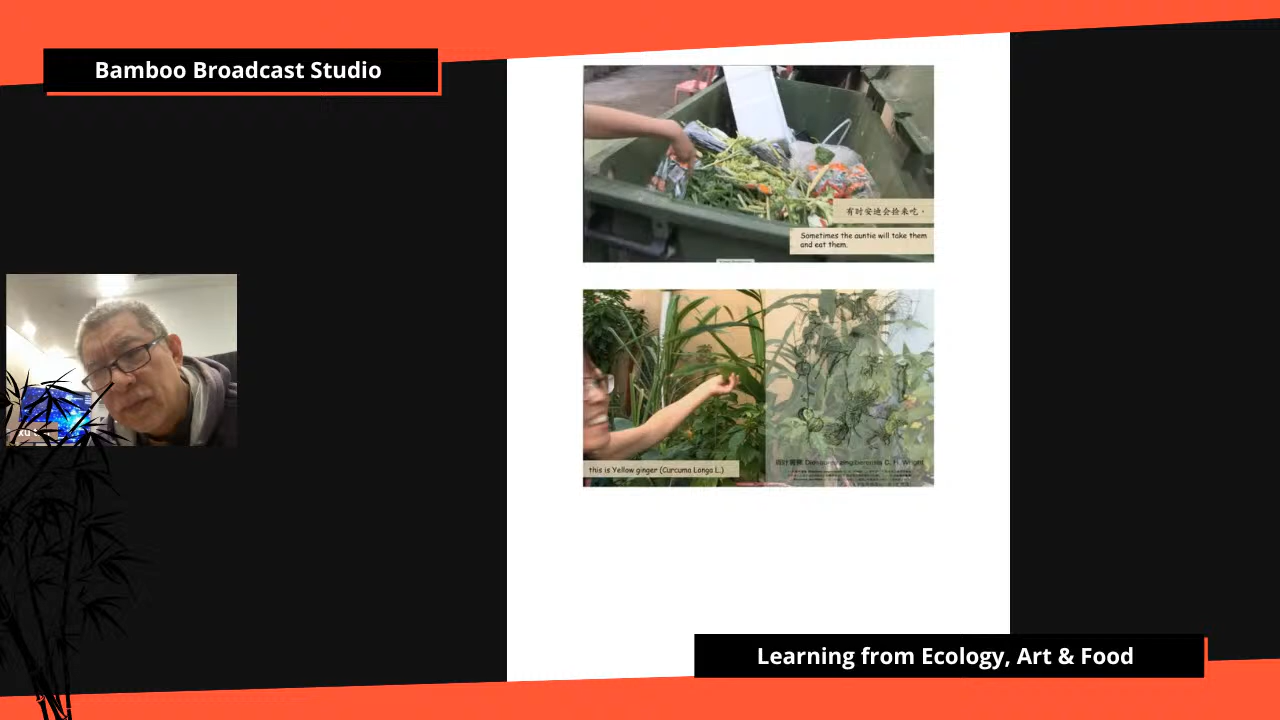 Bamboo Broadcast Studio
有时安迪会捡来吃。
Sometimes the auntie will take them
and eat them.
this is Yellow ginger (Curcuma Longa L.)
Learning from Ecology, Art & Food